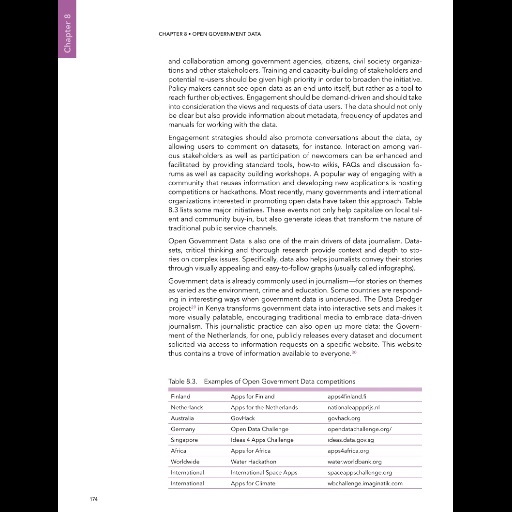 Chapter 8
CHAPTER 8 • OPEN GOVERNMENT DATA
and collaboration among government agencies, citizens, civil society organiza-
tions and other stakeholders. Training and capacity-building of stakeholders and
potential re-users should be given high priority in order to broaden the initiative.
Policy makers cannot see open data as an end unto itself, but rather as a tool to
reach further objectives. Engagement should be demand-driven and should take
into consideration the views and requests of data users. The data should not only
be clear but also provide information about metadata, frequency of updates and
manuals for working with the data.
Engagement strategies should also promote conversations about the data, by
allowing users to comment on datasets, for instance. Interaction among vari-
ous stakeholders as well as participation of newcomers can be enhanced and
facilitated by providing standard tools, how-to wikis, FAQs and discussion fo-
rums as well as capacity building workshops. A popular way of engaging with a
community that reuses information and developing new applications is hosting
competitions or hackathons. Most recently, many governments and international
organizations interested in promoting open data have taken this approach. Table
8.3 lists some major initiatives. These events not only help capitalize on local tal-
ent and community buy-in, but also generate ideas that transform the nature of
traditional public service channels.
Open Government Data is also one of the main drivers of data journalism. Data-
sets, critical thinking and thorough research provide context and depth to sto-
ries on complex issues. Specifically, data also helps journalists convey their stories
through visually appealing and easy-to-follow graphs (usually called infographs).
Government data is already commonly used in journalism—for stories on themes
as varied as the environment, crime and education. Some countries are respond-
ing in interesting ways when government data is underused. The Data Dredger
project in Kenya transforms government data into interactive sets and makes it
more visually palatable, encouraging traditional media to embrace data-driven
journalism. This journalistic practice can also open up more data: the Govern-
ment of the Netherlands, for one, publicly releases every dataset and document
solicited via access to information requests on a specific website. This website
thus contains a trove of information available to everyone.
Table 8.3. Examples of Open Government Data competitions
Finland Apps for Finland apps4finland.fi
Netherlands Apps for the Netherlands nationaleappprijs.nl
Australia GovHack govhack.org
Germany Open Data Challenge opendatachallenge.org/
Singapore Ideas 4 Apps Challenge ideas.data.gov.sg
Africa Apps for Africa apps4africa.org
Worldwide Water Hackathon water.worldbank.org
International International Space Apps spaceappschallenge.org
International Apps for Climate wbchallenge.imaginatik.com
174